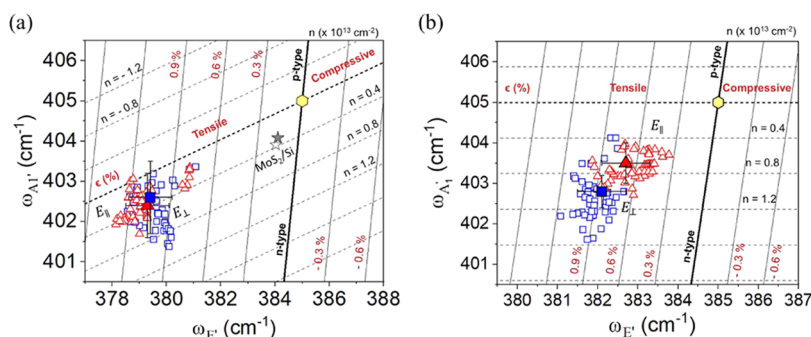 (a)
n (x 10¹³ cm⁻²)
406
405
404
403
402
401
ω_A1' (cm⁻¹)
n = - 1.2
n = - 0.8
0.9 %
0.6 %
0.3 %
p-type
Compressive
Tensile
n = 0.4
n = 0.8
n = 1.2
MoS₂/Si
ϵ (%)
E∥
E⊥
n-type
- 0.3 %
- 0.6 %
378 380 382 384 386 388
ω_E' (cm⁻¹)
(b)
n (x 10¹³ cm⁻²)
406
405
404
403
402
401
ω_A₁' (cm⁻¹)
p-type
ϵ (%)
Tensile
Compressive
E∥
n = 0.4
n = 0.8
n = 1.2
E⊥
0.9 %
0.6 %
0.3 %
n-type
- 0.3 %
- 0.6 %
380 381 382 383 384 385 386 387
ω_E' (cm⁻¹)